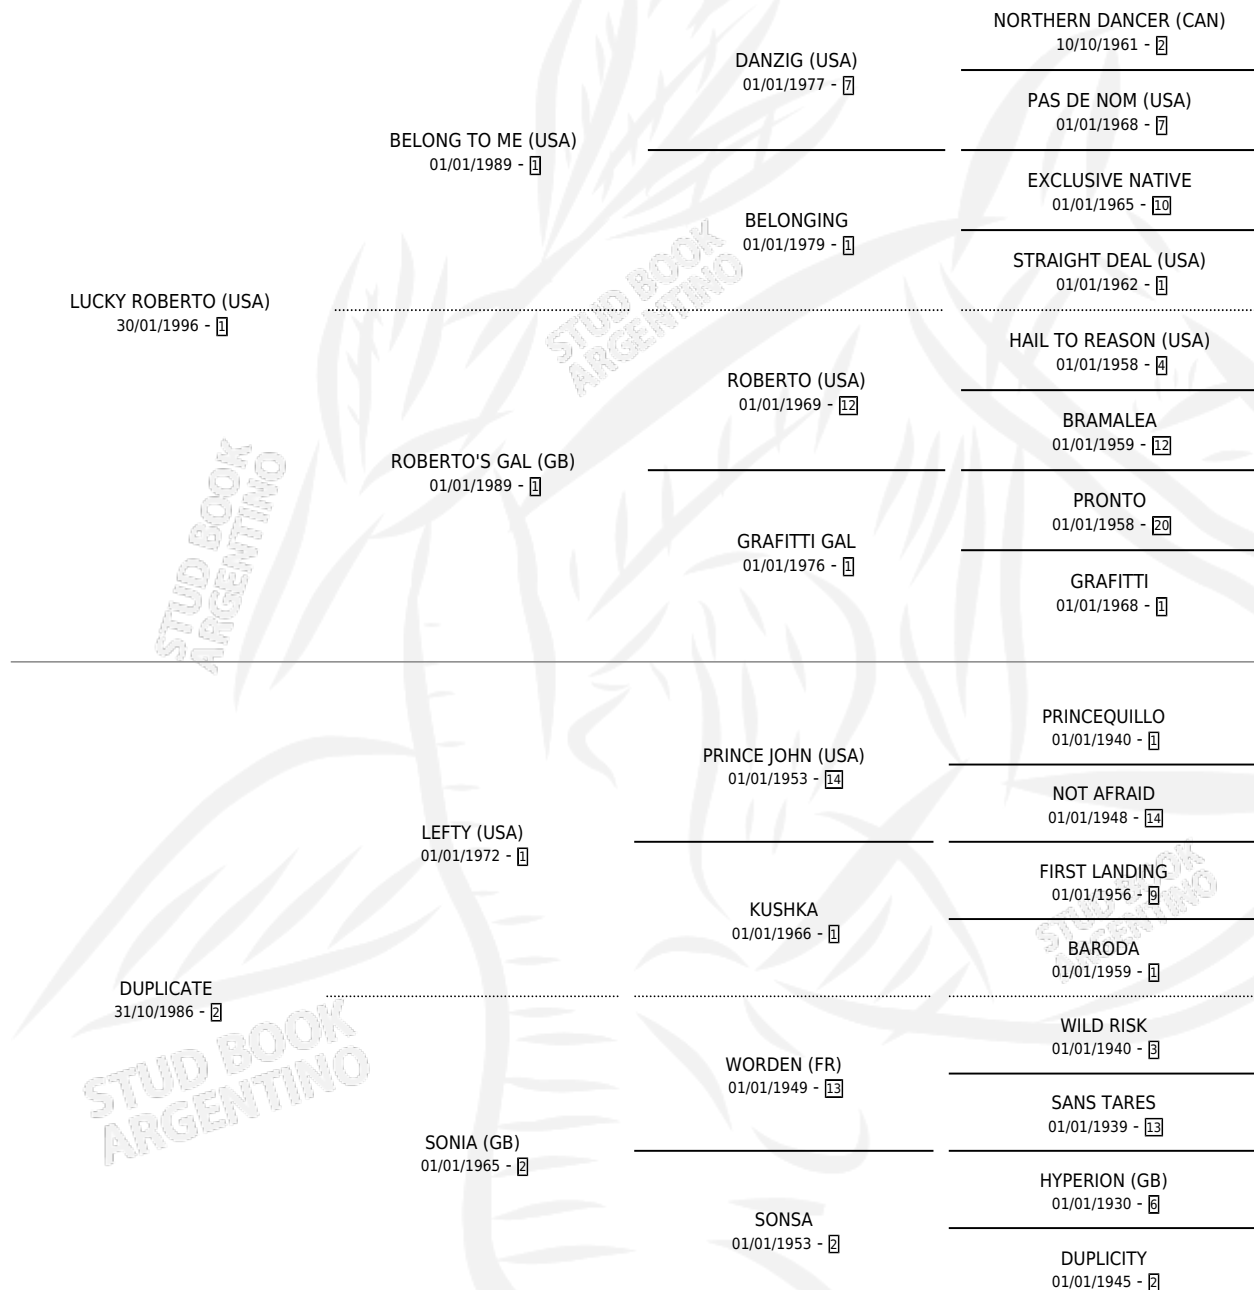 NORTHERN DANCER (CAN)
10/10/1961 - 2
DANZIG (USA)
01/01/1977 - 7
PAS DE NOM (USA)
01/01/1968 - 7
BELONG TO ME (USA)
01/01/1989 - 1
EXCLUSIVE NATIVE
01/01/1965 - 10
BELONGING
01/01/1979 - 1
STRAIGHT DEAL (USA)
01/01/1962 - 1
LUCKY ROBERTO (USA)
30/01/1996 - 1
STUD BOOK
ARGENTINO
HAIL TO REASON (USA)
01/01/1958 - 4
ROBERTO (USA)
01/01/1969 - 12
BRAMALEA
01/01/1959 - 12
ROBERTO'S GAL (GB)
01/01/1989 - 1
PRONTO
01/01/1958 - 20
GRAFITTI GAL
01/01/1976 - 1
GRAFITTI
01/01/1968 - 1
STUD BOOK
ARGENTINO
PRINCEQUILLO
01/01/1940 - 1
PRINCE JOHN (USA)
01/01/1953 - 14
NOT AFRAID
01/01/1948 - 14
LEFTY (USA)
01/01/1972 - 1
FIRST LANDING
01/01/1956 - 9
KUSHKA
01/01/1966 - 1
STUD BOOK
ARGENTINO
BARODA
01/01/1959 - 1
DUPLICATE
31/10/1986 - 2
WILD RISK
01/01/1940 - 3
WORDEN (FR)
01/01/1949 - 13
SANS TARES
01/01/1939 - 13
STUD BOOK
ARGENTINO
SONIA (GB)
01/01/1965 - 2
HYPERION (GB)
01/01/1930 - 6
SONSA
01/01/1953 - 2
DUPLICITY
01/01/1945 - 2